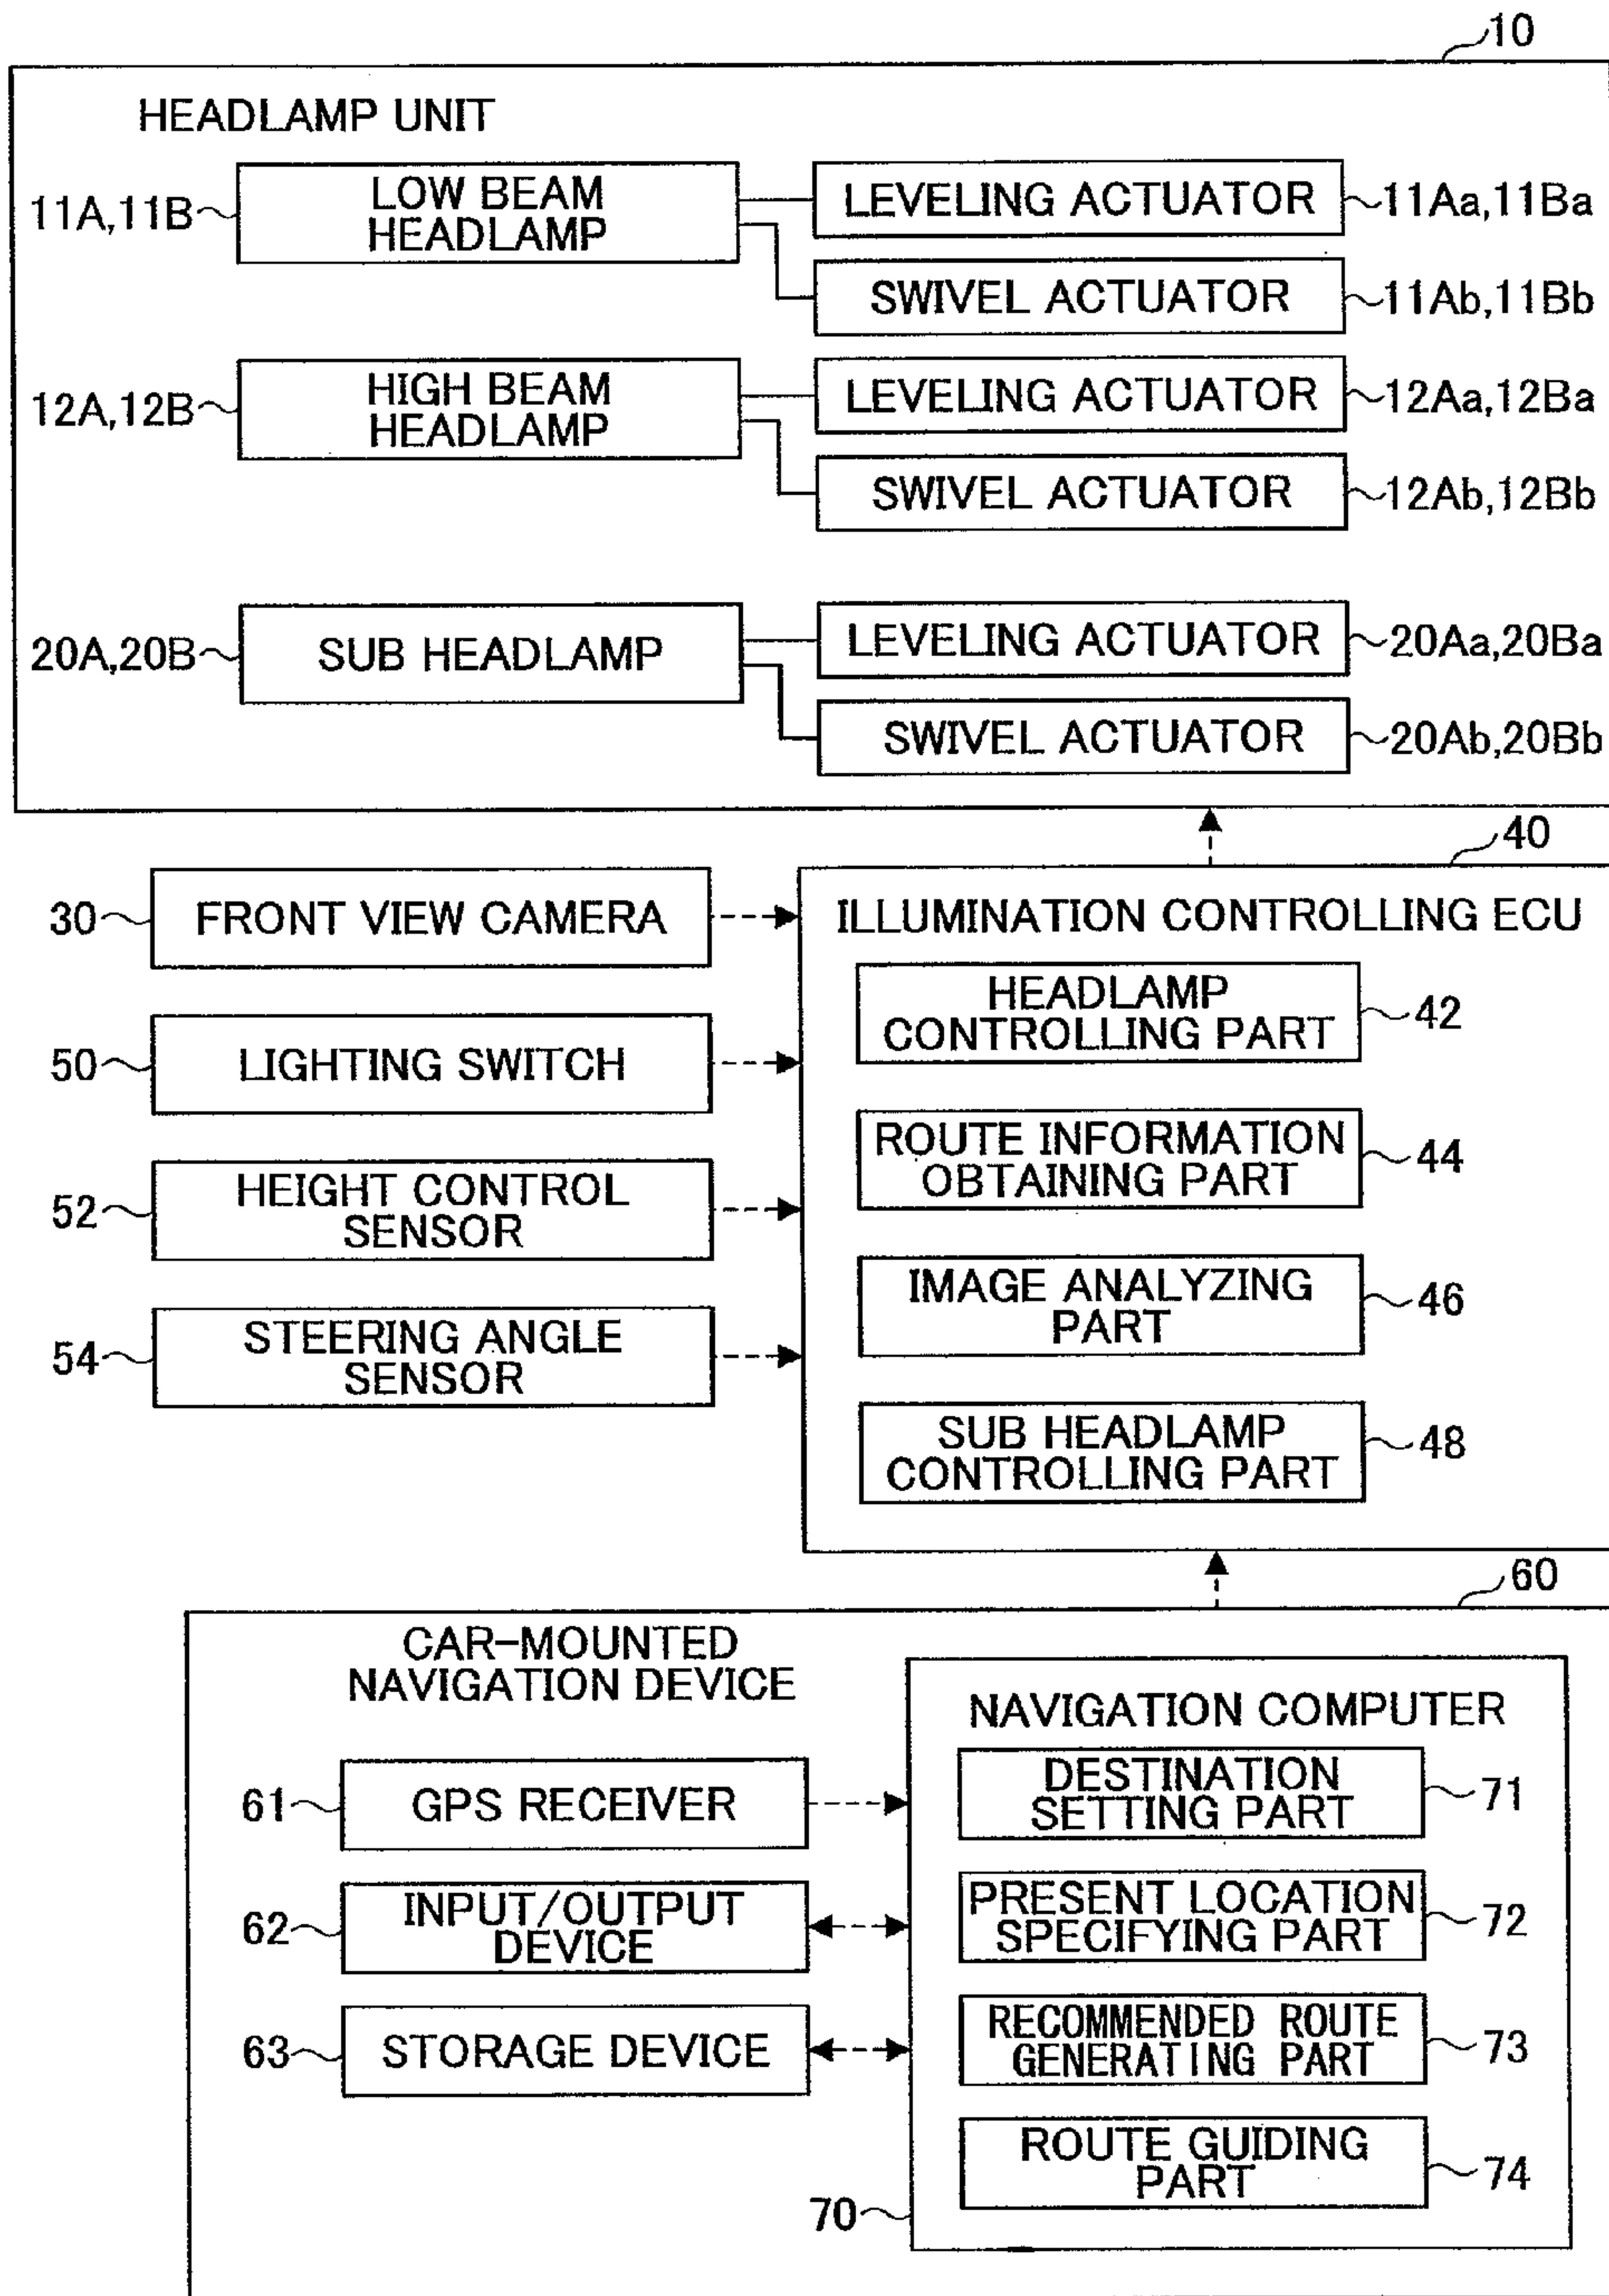 10
HEADLAMP UNIT
11A,11B
LOW BEAM
HEADLAMP
LEVELING ACTUATOR
11Aa,11Ba
SWIVEL ACTUATOR
11Ab,11Bb
12A,12B
HIGH BEAM
HEADLAMP
LEVELING ACTUATOR
12Aa,12Ba
SWIVEL ACTUATOR
12Ab,12Bb
20A,20B
SUB HEADLAMP
LEVELING ACTUATOR
20Aa,20Ba
SWIVEL ACTUATOR
20Ab,20Bb
40
30
FRONT VIEW CAMERA
50
LIGHTING SWITCH
52
HEIGHT CONTROL
SENSOR
54
STEERING ANGLE
SENSOR
ILLUMINATION CONTROLLING ECU
HEADLAMP
CONTROLLING PART
42
ROUTE INFORMATION
OBTAINING PART
44
IMAGE ANALYZING
PART
46
SUB HEADLAMP
CONTROLLING PART
48
60
CAR-MOUNTED
NAVIGATION DEVICE
61
GPS RECEIVER
62
INPUT/OUTPUT
DEVICE
63
STORAGE DEVICE
NAVIGATION COMPUTER
DESTINATION
SETTING PART
71
PRESENT LOCATION
SPECIFYING PART
72
RECOMMENDED ROUTE
GENERATING PART
73
ROUTE GUIDING
PART
74
70